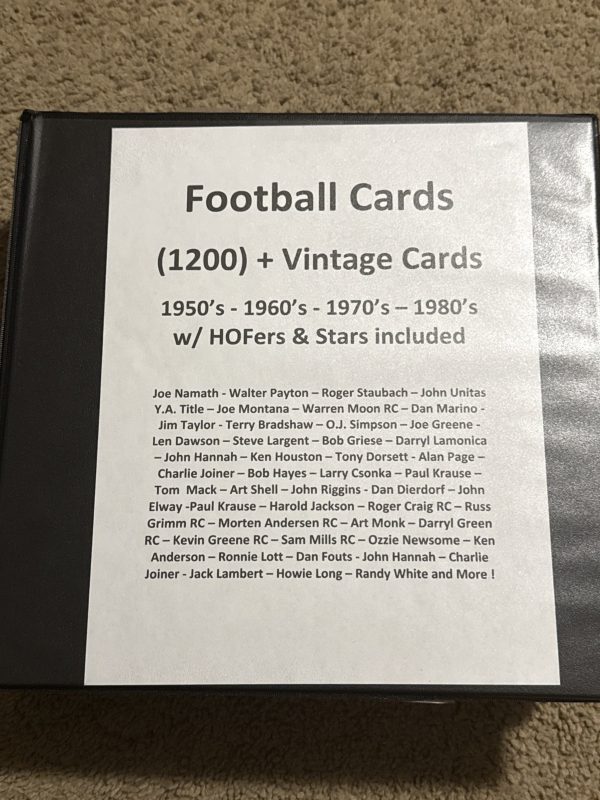 Football Cards
(1200) + Vintage Cards
1950's - 1960's - 1970's – 1980's
w/ HOFers & Stars included
Joe Namath - Walter Payton – Roger Staubach – John Unitas
Y.A. Title – Joe Montana – Warren Moon RC – Dan Marino -
Jim Taylor - Terry Bradshaw – O.J. Simpson – Joe Greene -
Len Dawson – Steve Largent – Bob Griese – Darryl Lamonica
– John Hannah – Ken Houston – Tony Dorsett - Alan Page –
Charlie Joiner – Bob Hayes – Larry Csonka – Paul Krause –
Tom Mack – Art Shell – John Riggins - Dan Dierdorf – John
Elway -Paul Krause – Harold Jackson – Roger Craig RC – Russ
Grimm RC – Morten Andersen RC – Art Monk – Darryl Green
RC – Kevin Greene RC – Sam Mills RC – Ozzie Newsome – Ken
Anderson – Ronnie Lott – Dan Fouts - John Hannah – Charlie
Joiner - Jack Lambert – Howie Long – Randy White and More !